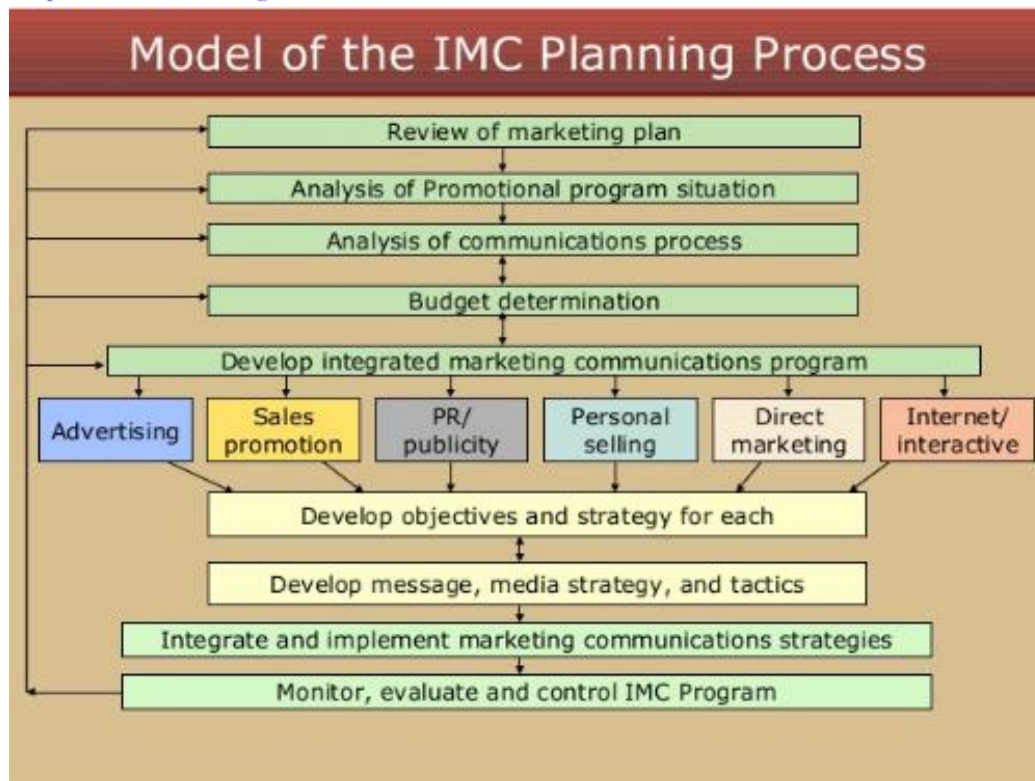 Model of the IMC Planning Process
Review of marketing plan
Analysis of Promotional program situation
Analysis of communications process
Budget determination
Develop integrated marketing communications program
Advertising
Sales
promotion
PR/
publicity
Personal
selling
Direct
marketing
Internet/
interactive
Develop objectives and strategy for each
Develop message, media strategy, and tactics
Integrate and implement marketing communications strategies
Monitor, evaluate and control IMC Program